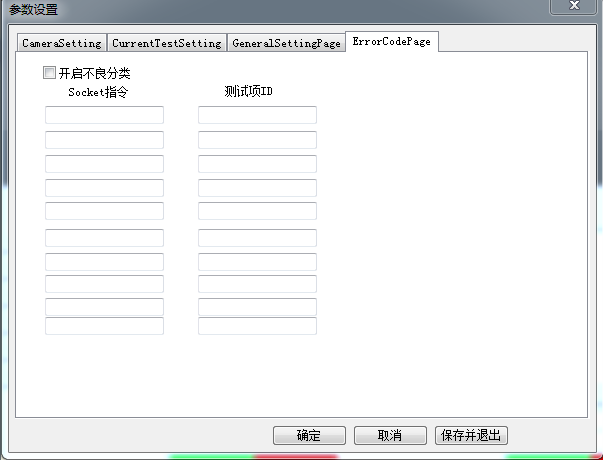 参数设置
x
CameraSetting CurrentTestSetting GeneralSettingPage ErrorCodePage
开启不良分类
Socket指令 测试项ID
确定 取消 保存并退出